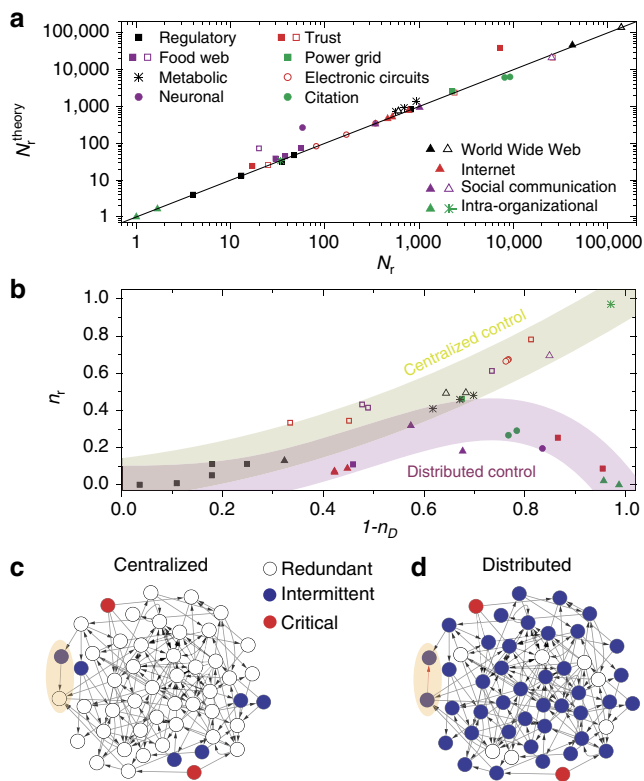 a
100,000
10,000
1,000
100
10
1
N_r^theory
Regulatory
Food web
Metabolic
Neuronal
Trust
Power grid
Electronic circuits
Citation
World Wide Web
Internet
Social communication
Intra-organizational
1 10 100 1,000 10,000 100,000
N_r
b
1.0
0.8
0.6
0.4
0.2
0.0
n_r
Centralized control
Distributed control
0.0 0.2 0.4 0.6 0.8 1.0
1-n_D
c Centralized
Redundant
Intermittent
Critical
d Distributed